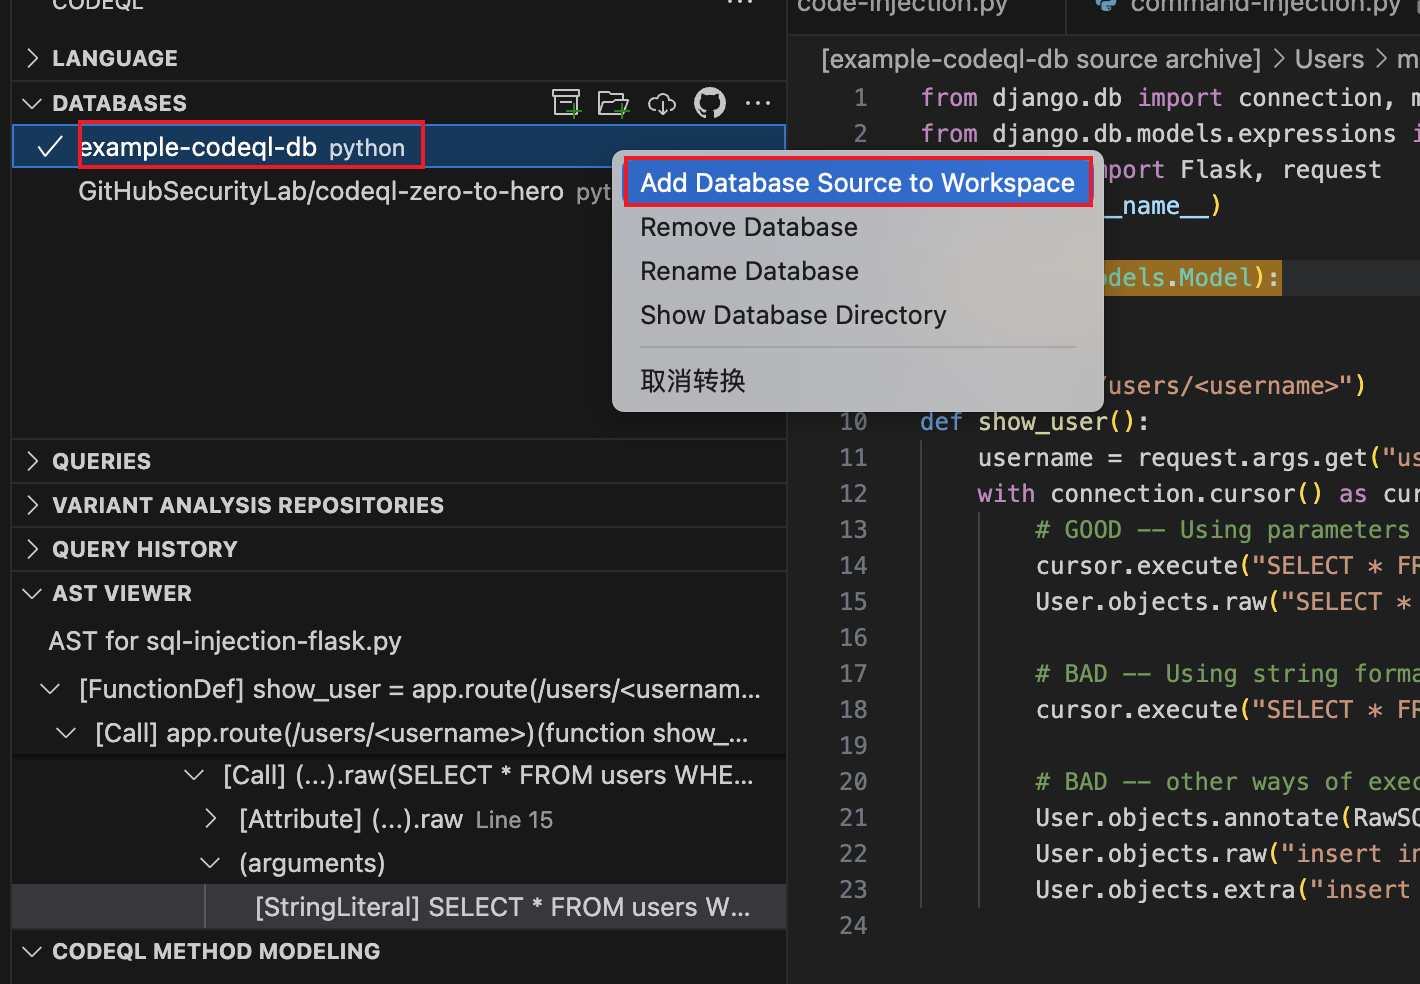 CODEQL
LANGUAGE
DATABASES
example-codeql-db python
GitHubSecurityLab/codeql-zero-to-hero pyt
Add Database Source to Workspace
Remove Database
Rename Database
Show Database Directory
取消转换
QUERIES
VARIANT ANALYSIS REPOSITORIES
QUERY HISTORY
AST VIEWER
AST for sql-injection-flask.py
[FunctionDef] show_user = app.route(/users/<usernam...
[Call] app.route(/users/<username>)(function show_...
[Call] (...).raw(SELECT * FROM users WHE...
[Attribute] (...).raw Line 15
(arguments)
[StringLiteral] SELECT * FROM users W...
CODEQL METHOD MODELING
code-injection.py command-injection.py
[example-codeql-db source archive] > Users > m
1 from django.db import connection, m
2 from django.db.models.expressions i
mport Flask, request
__name__)
odels.Model):
/users/<username>")
10 def show_user():
11 username = request.args.get("us
12 with connection.cursor() as cur
13 # GOOD -- Using parameters
14 cursor.execute("SELECT * FR
15 User.objects.raw("SELECT *
16
17 # BAD -- Using string forma
18 cursor.execute("SELECT * FR
19
20 # BAD -- other ways of exec
21 User.objects.annotate(RawSQ
22 User.objects.raw("insert in
23 User.objects.extra("insert
24